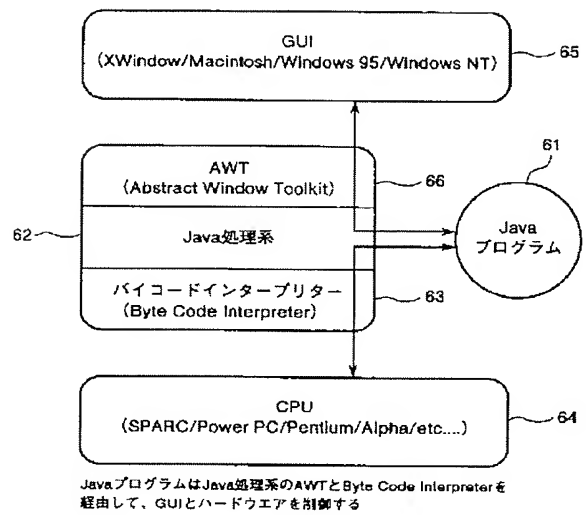 GUI
(XWindow/Macintosh/Windows 95/Windows NT)
65
AWT
(Abstract Window Toolkit)
66
61
62
Java処理系
Java
プログラム
バイコードインタープリター
(Byte Code Interpreter)
63
CPU
(SPARC/Power PC/Pentium/Alpha/etc....)
64
JavaプログラムはJava処理系のAWTとByte Code Interpreterを
経由して、GUIとハードウエアを制御する